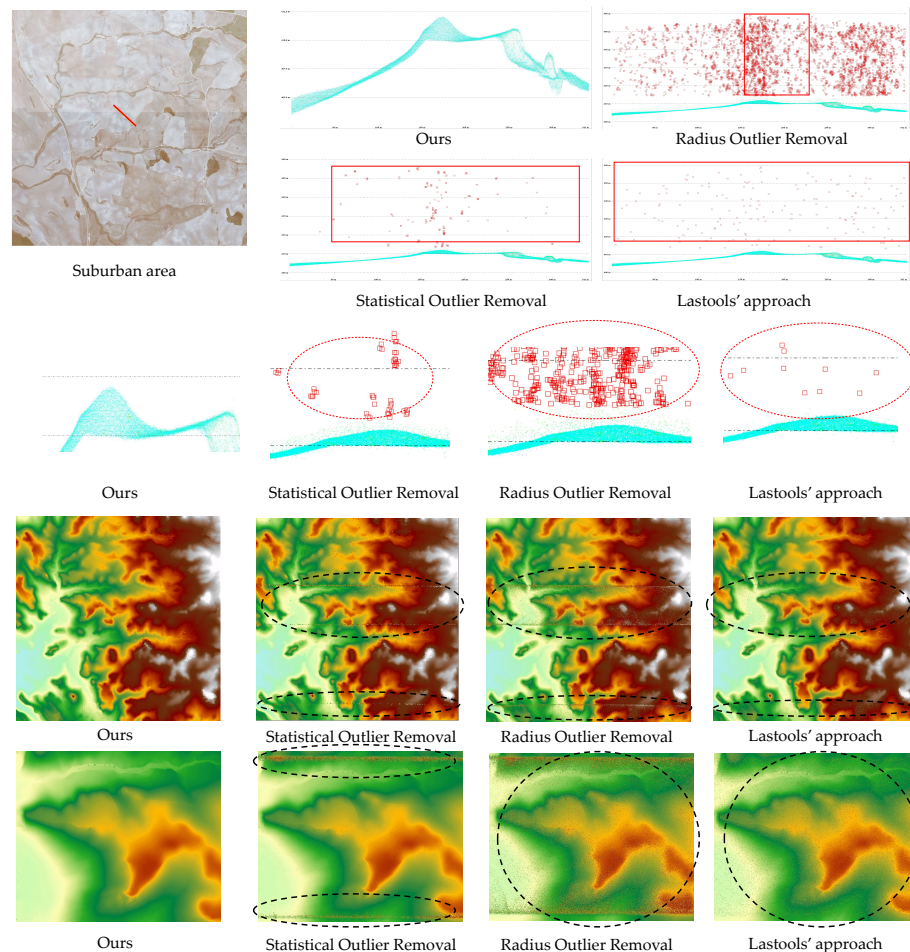 Ours
Radius Outlier Removal
Suburban area
Statistical Outlier Removal
Lastools’ approach
Ours
Statistical Outlier Removal
Radius Outlier Removal
Lastools’ approach
Ours
Statistical Outlier Removal
Radius Outlier Removal
Lastools’ approach
Ours
Statistical Outlier Removal
Radius Outlier Removal
Lastools’ approach